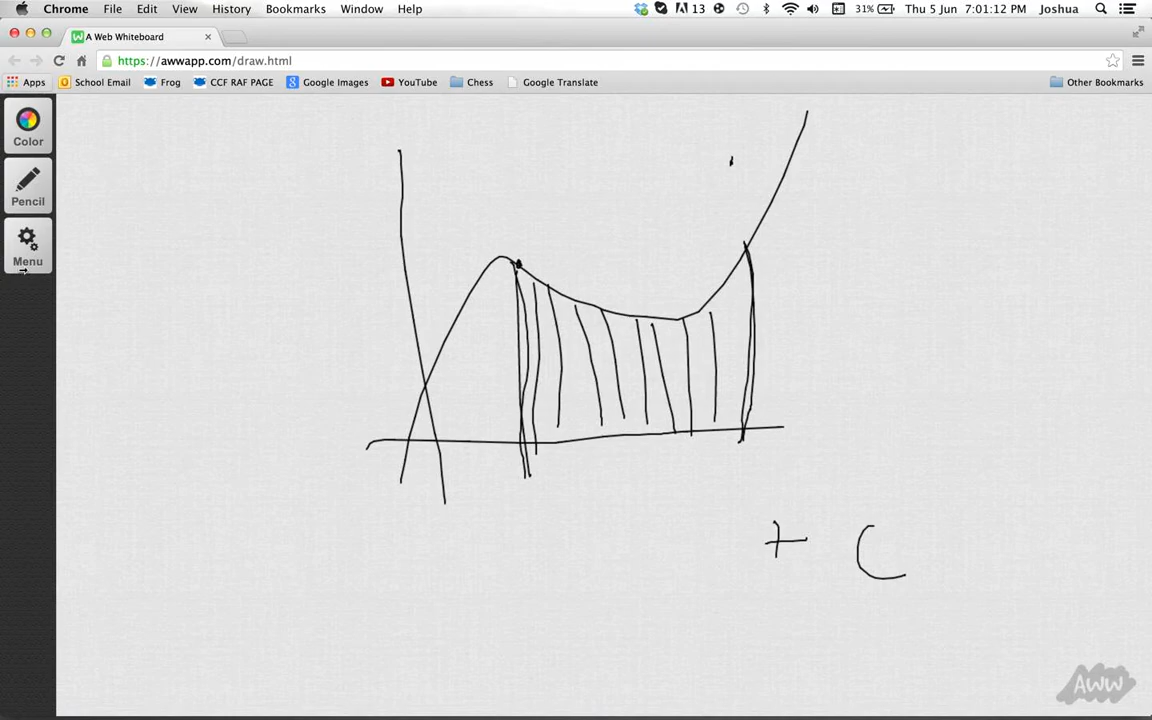 Chrome File Edit View History Bookmarks Window Help 13 31% Thu 5 Jun 7:01:12 PM Joshua
A Web Whiteboard
https://awwapp.com/draw.html
Apps School Email Frog CCF RAF PAGE Google Images YouTube Chess Google Translate Other Bookmarks
Color
Pencil
Menu
+ C
AWW